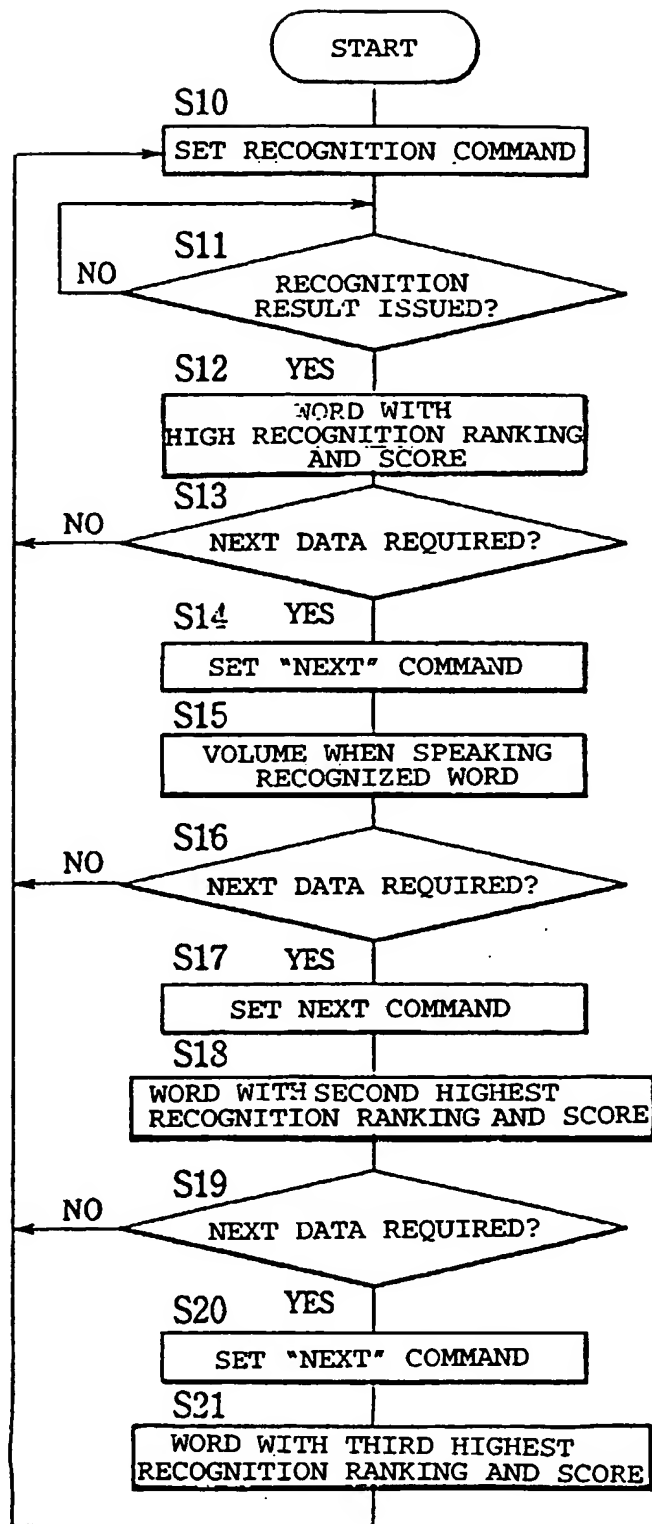 START
S10
SET RECOGNITION COMMAND
S11
NO
RECOGNITION
RESULT ISSUED?
S12 YES
WORD WITH
HIGH RECOGNITION RANKING
AND SCORE
S13
NO
NEXT DATA REQUIRED?
S14 YES
SET "NEXT" COMMAND
S15
VOLUME WHEN SPEAKING
RECOGNIZED WORD
S16
NO
NEXT DATA REQUIRED?
S17 YES
SET NEXT COMMAND
S18
WORD WITH SECOND HIGHEST
RECOGNITION RANKING AND SCORE
S19
NO
NEXT DATA REQUIRED?
S20 YES
SET "NEXT" COMMAND
S21
WORD WITH THIRD HIGHEST
RECOGNITION RANKING AND SCORE